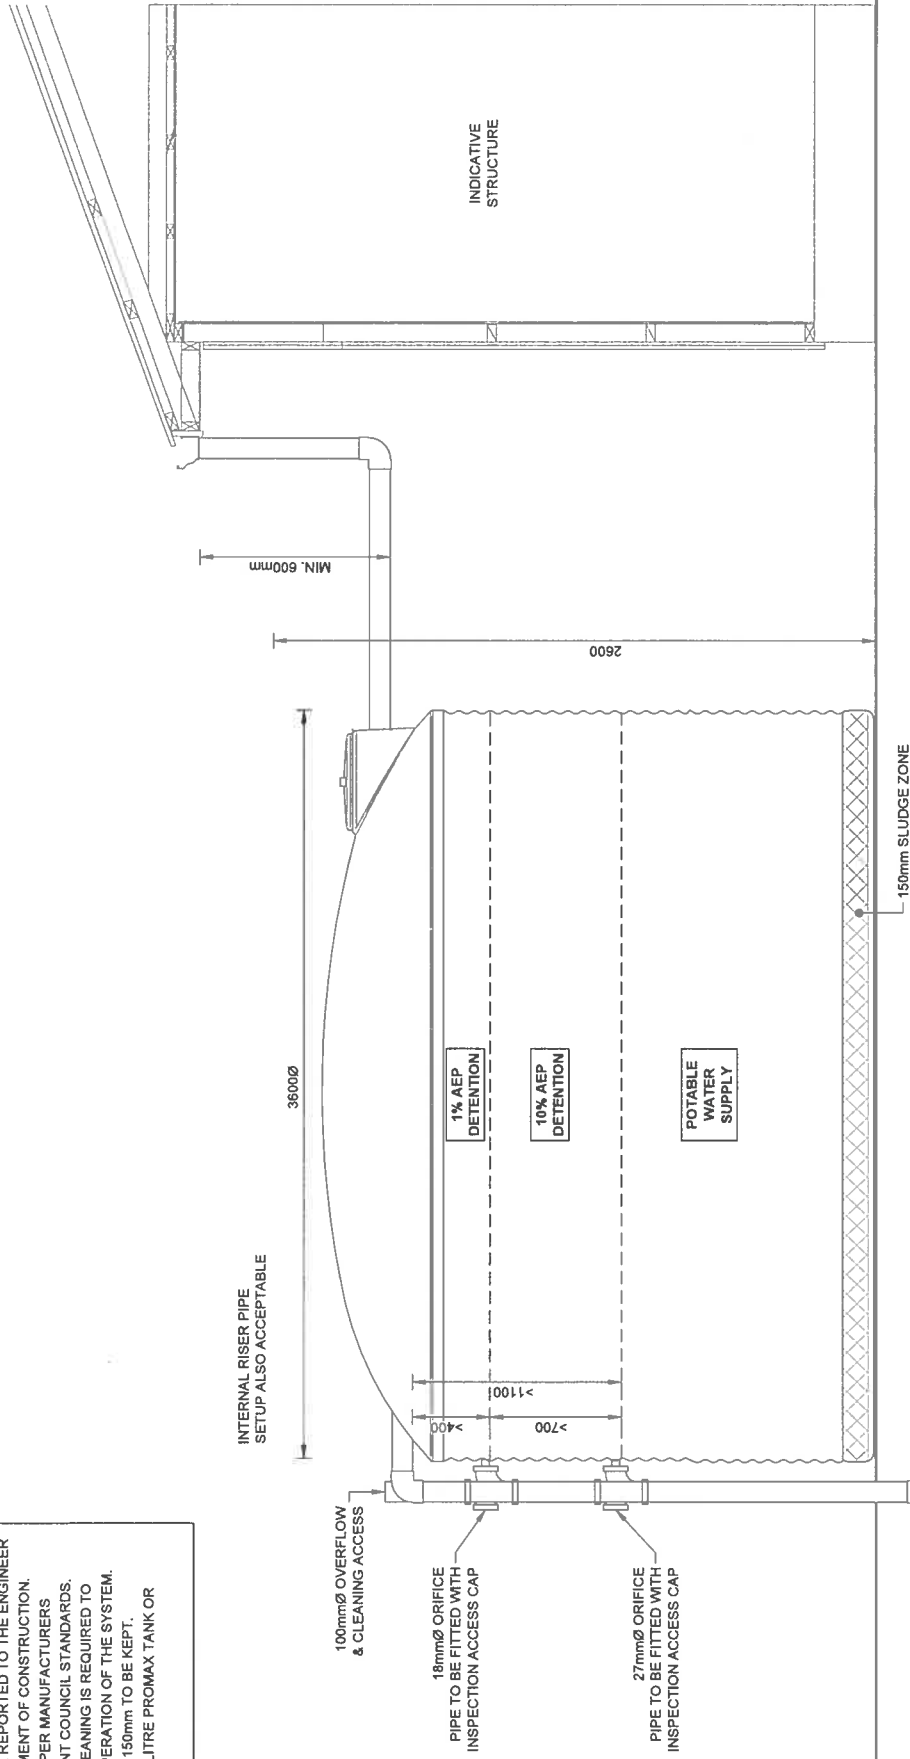 REPORTED TO THE ENGINEER
MENT OF CONSTRUCTION.
PER MANUFACTURERS
NT COUNCIL STANDARDS.
EANING IS REQUIRED TO
PERATION OF THE SYSTEM.
150mm TO BE KEPT.
LITRE PROMAX TANK OR
INTERNAL RISER PIPE
SETUP ALSO ACCEPTABLE
3600Ø
MIN. 600mm
2600
INDICATIVE
STRUCTURE
100mmØ OVERFLOW
& CLEANING ACCESS
18mmØ ORIFICE
PIPE TO BE FITTED WITH
INSPECTION ACCESS CAP
27mmØ ORIFICE
PIPE TO BE FITTED WITH
INSPECTION ACCESS CAP
>400
>700
>1100
1% AEP
DETENTION
10% AEP
DETENTION
POTABLE
WATER
SUPPLY
150mm SLUDGE ZONE